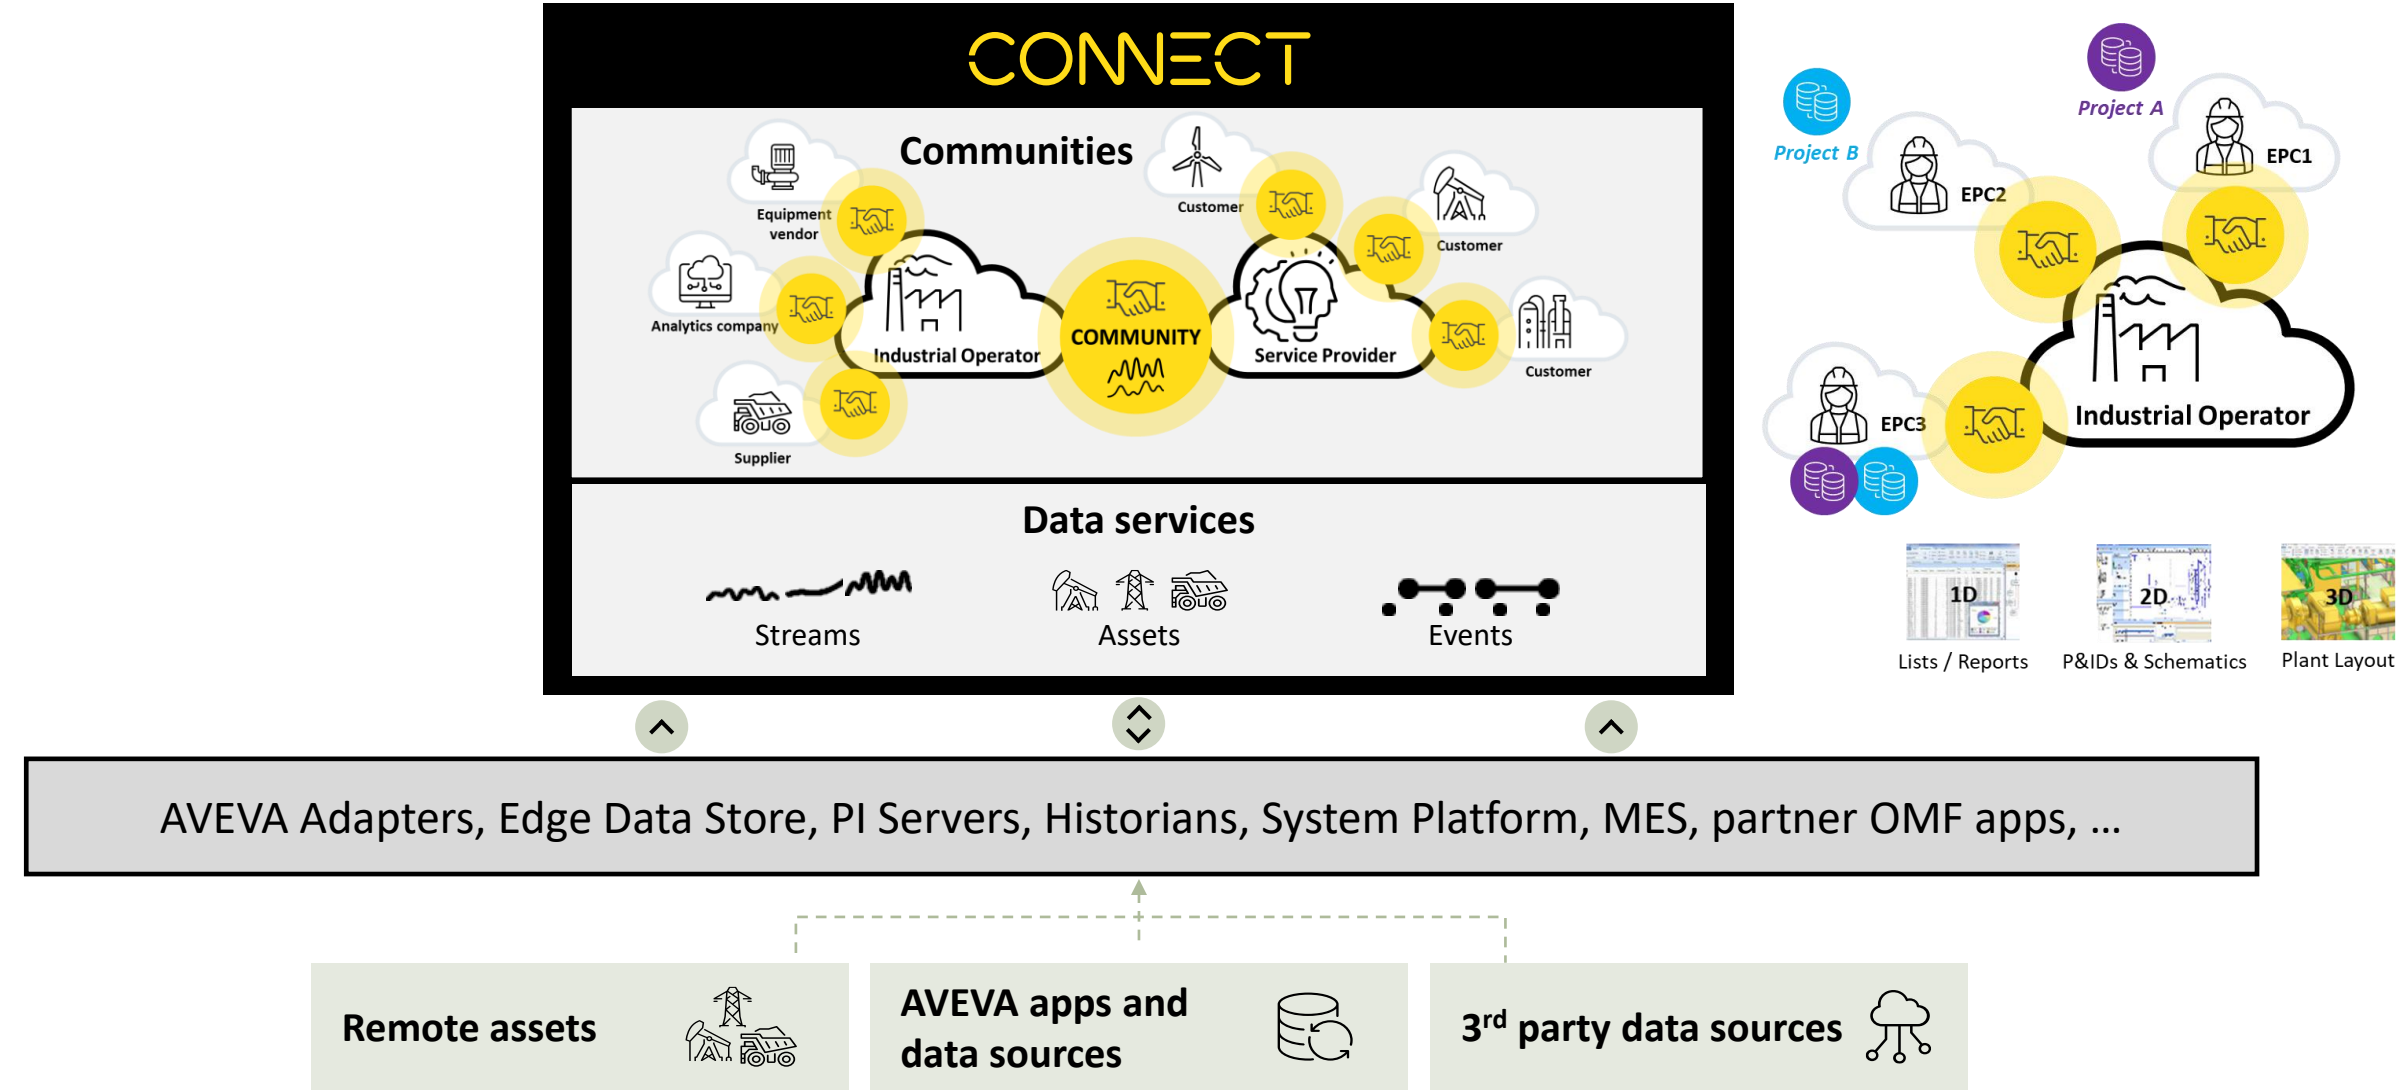 CONNECT
Communities
Equipment
vendor
Analytics company
Supplier
Industrial Operator
COMMUNITY
Service Provider
Customer
Customer
Customer
Data services
Streams
Assets
Events
Project A
Project B
EPC1
EPC2
EPC3
Industrial Operator
1D
2D
3D
Lists / Reports
P&IDs & Schematics
Plant Layout
AVEVA Adapters, Edge Data Store, PI Servers, Historians, System Platform, MES, partner OMF apps, ...
Remote assets
AVEVA apps and
data sources
3rd party data sources